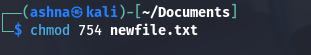 ┌──(ashna㉿kali)-[~/Documents]
└─$ chmod 754 newfile.txt